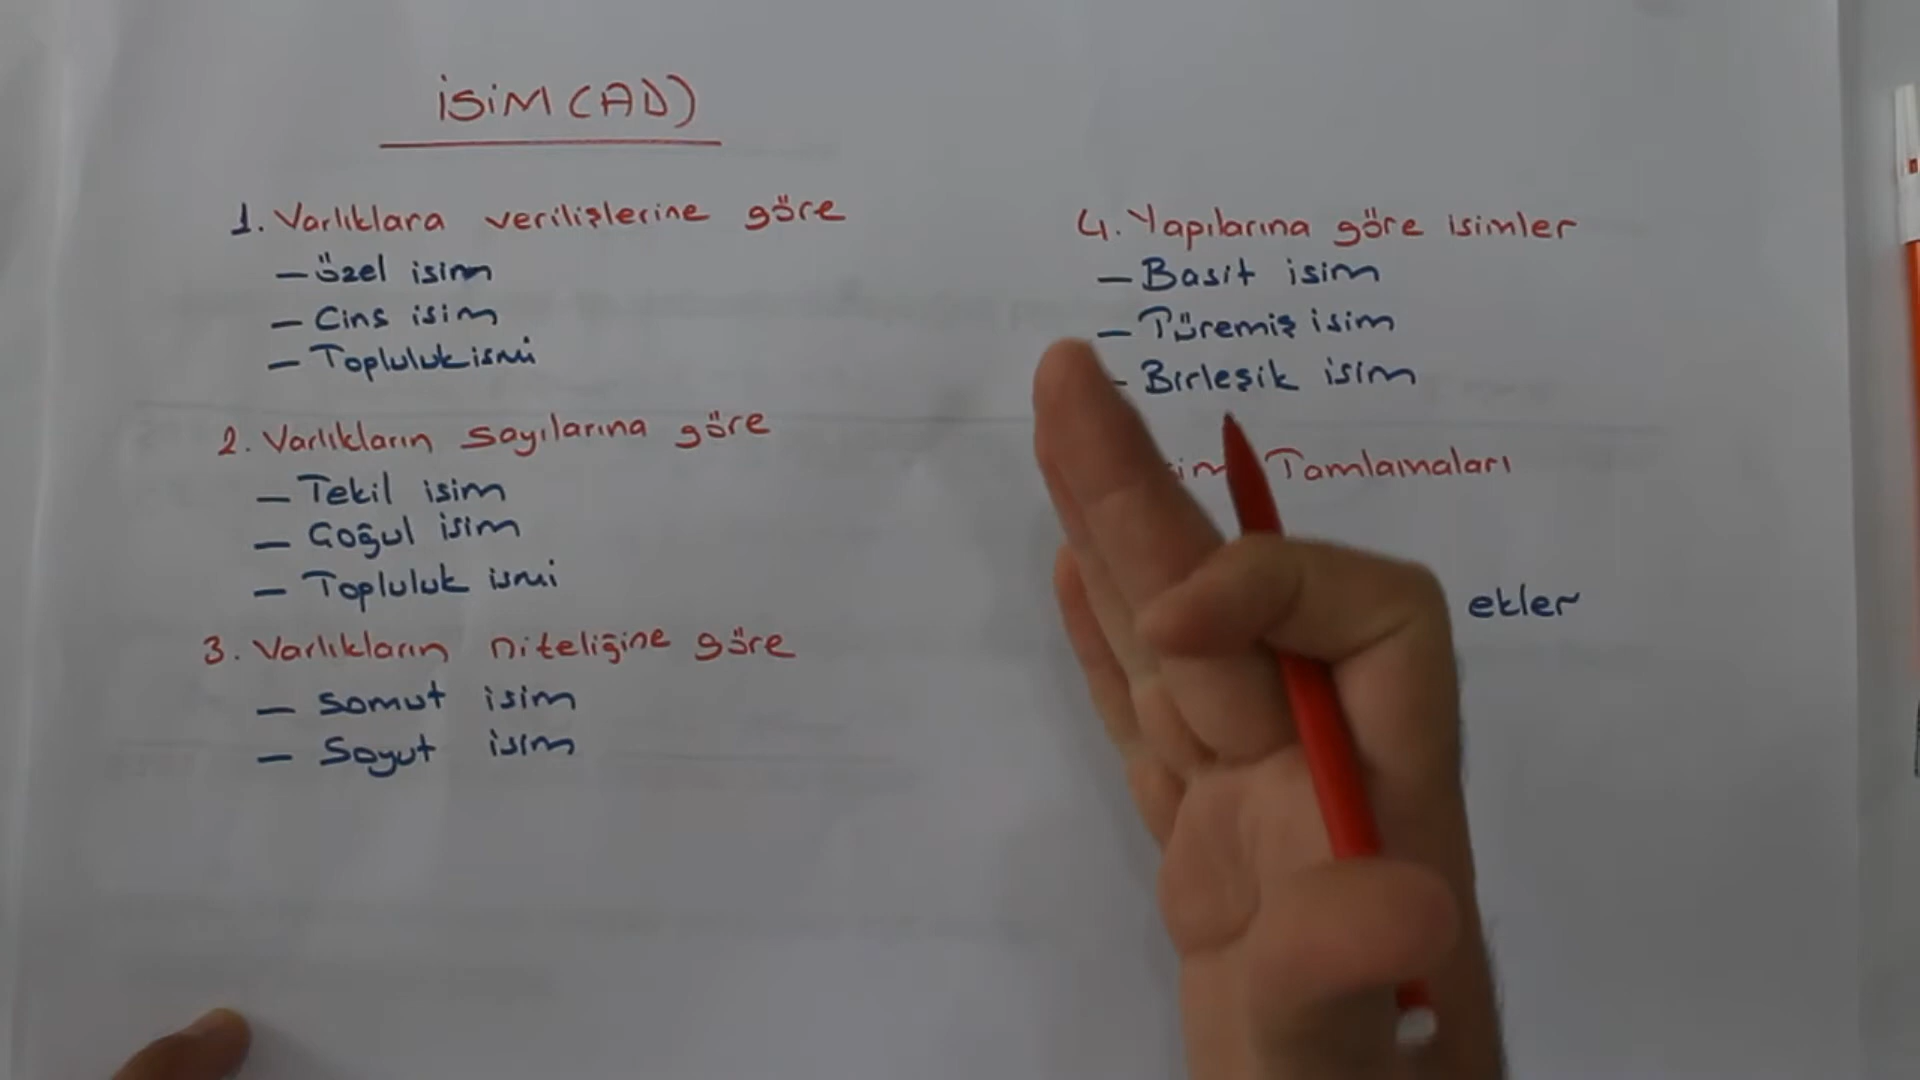 İSİM (AD)
1. Varlıklara verilişlerine göre
– Özel isim
– Cins isim
– Topluluk ismi
2. Varlıkların sayılarına göre
– Tekil isim
– Çoğul isim
– Topluluk ismi
3. Varlıkların niteliğine göre
– Somut isim
– Soyut isim
4. Yapılarına göre isimler
– Basit isim
– Türemiş isim
– Birleşik isim
Tamlamaları
ekler